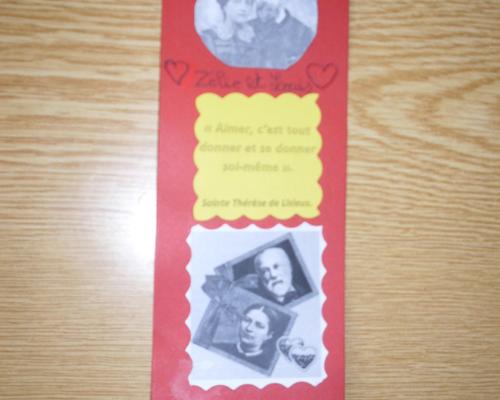 Zélie et Louis
« Aimer, c'est tout
donner et se donner
soi-même ».
Sainte Thérèse de Lisieux.